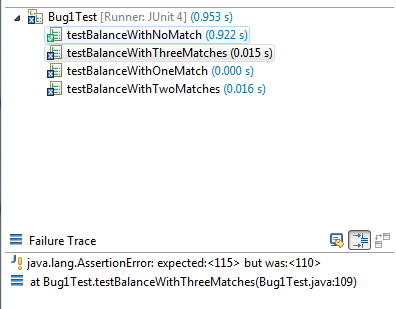 Bug1Test [Runner: JUnit 4] (0.953 s)
testBalanceWithNoMatch (0.922 s)
testBalanceWithThreeMatches (0.015 s)
testBalanceWithOneMatch (0.000 s)
testBalanceWithTwoMatches (0.016 s)
Failure Trace
java.lang.AssertionError: expected:<115> but was:<110>
at Bug1Test.testBalanceWithThreeMatches(Bug1Test.java:109)